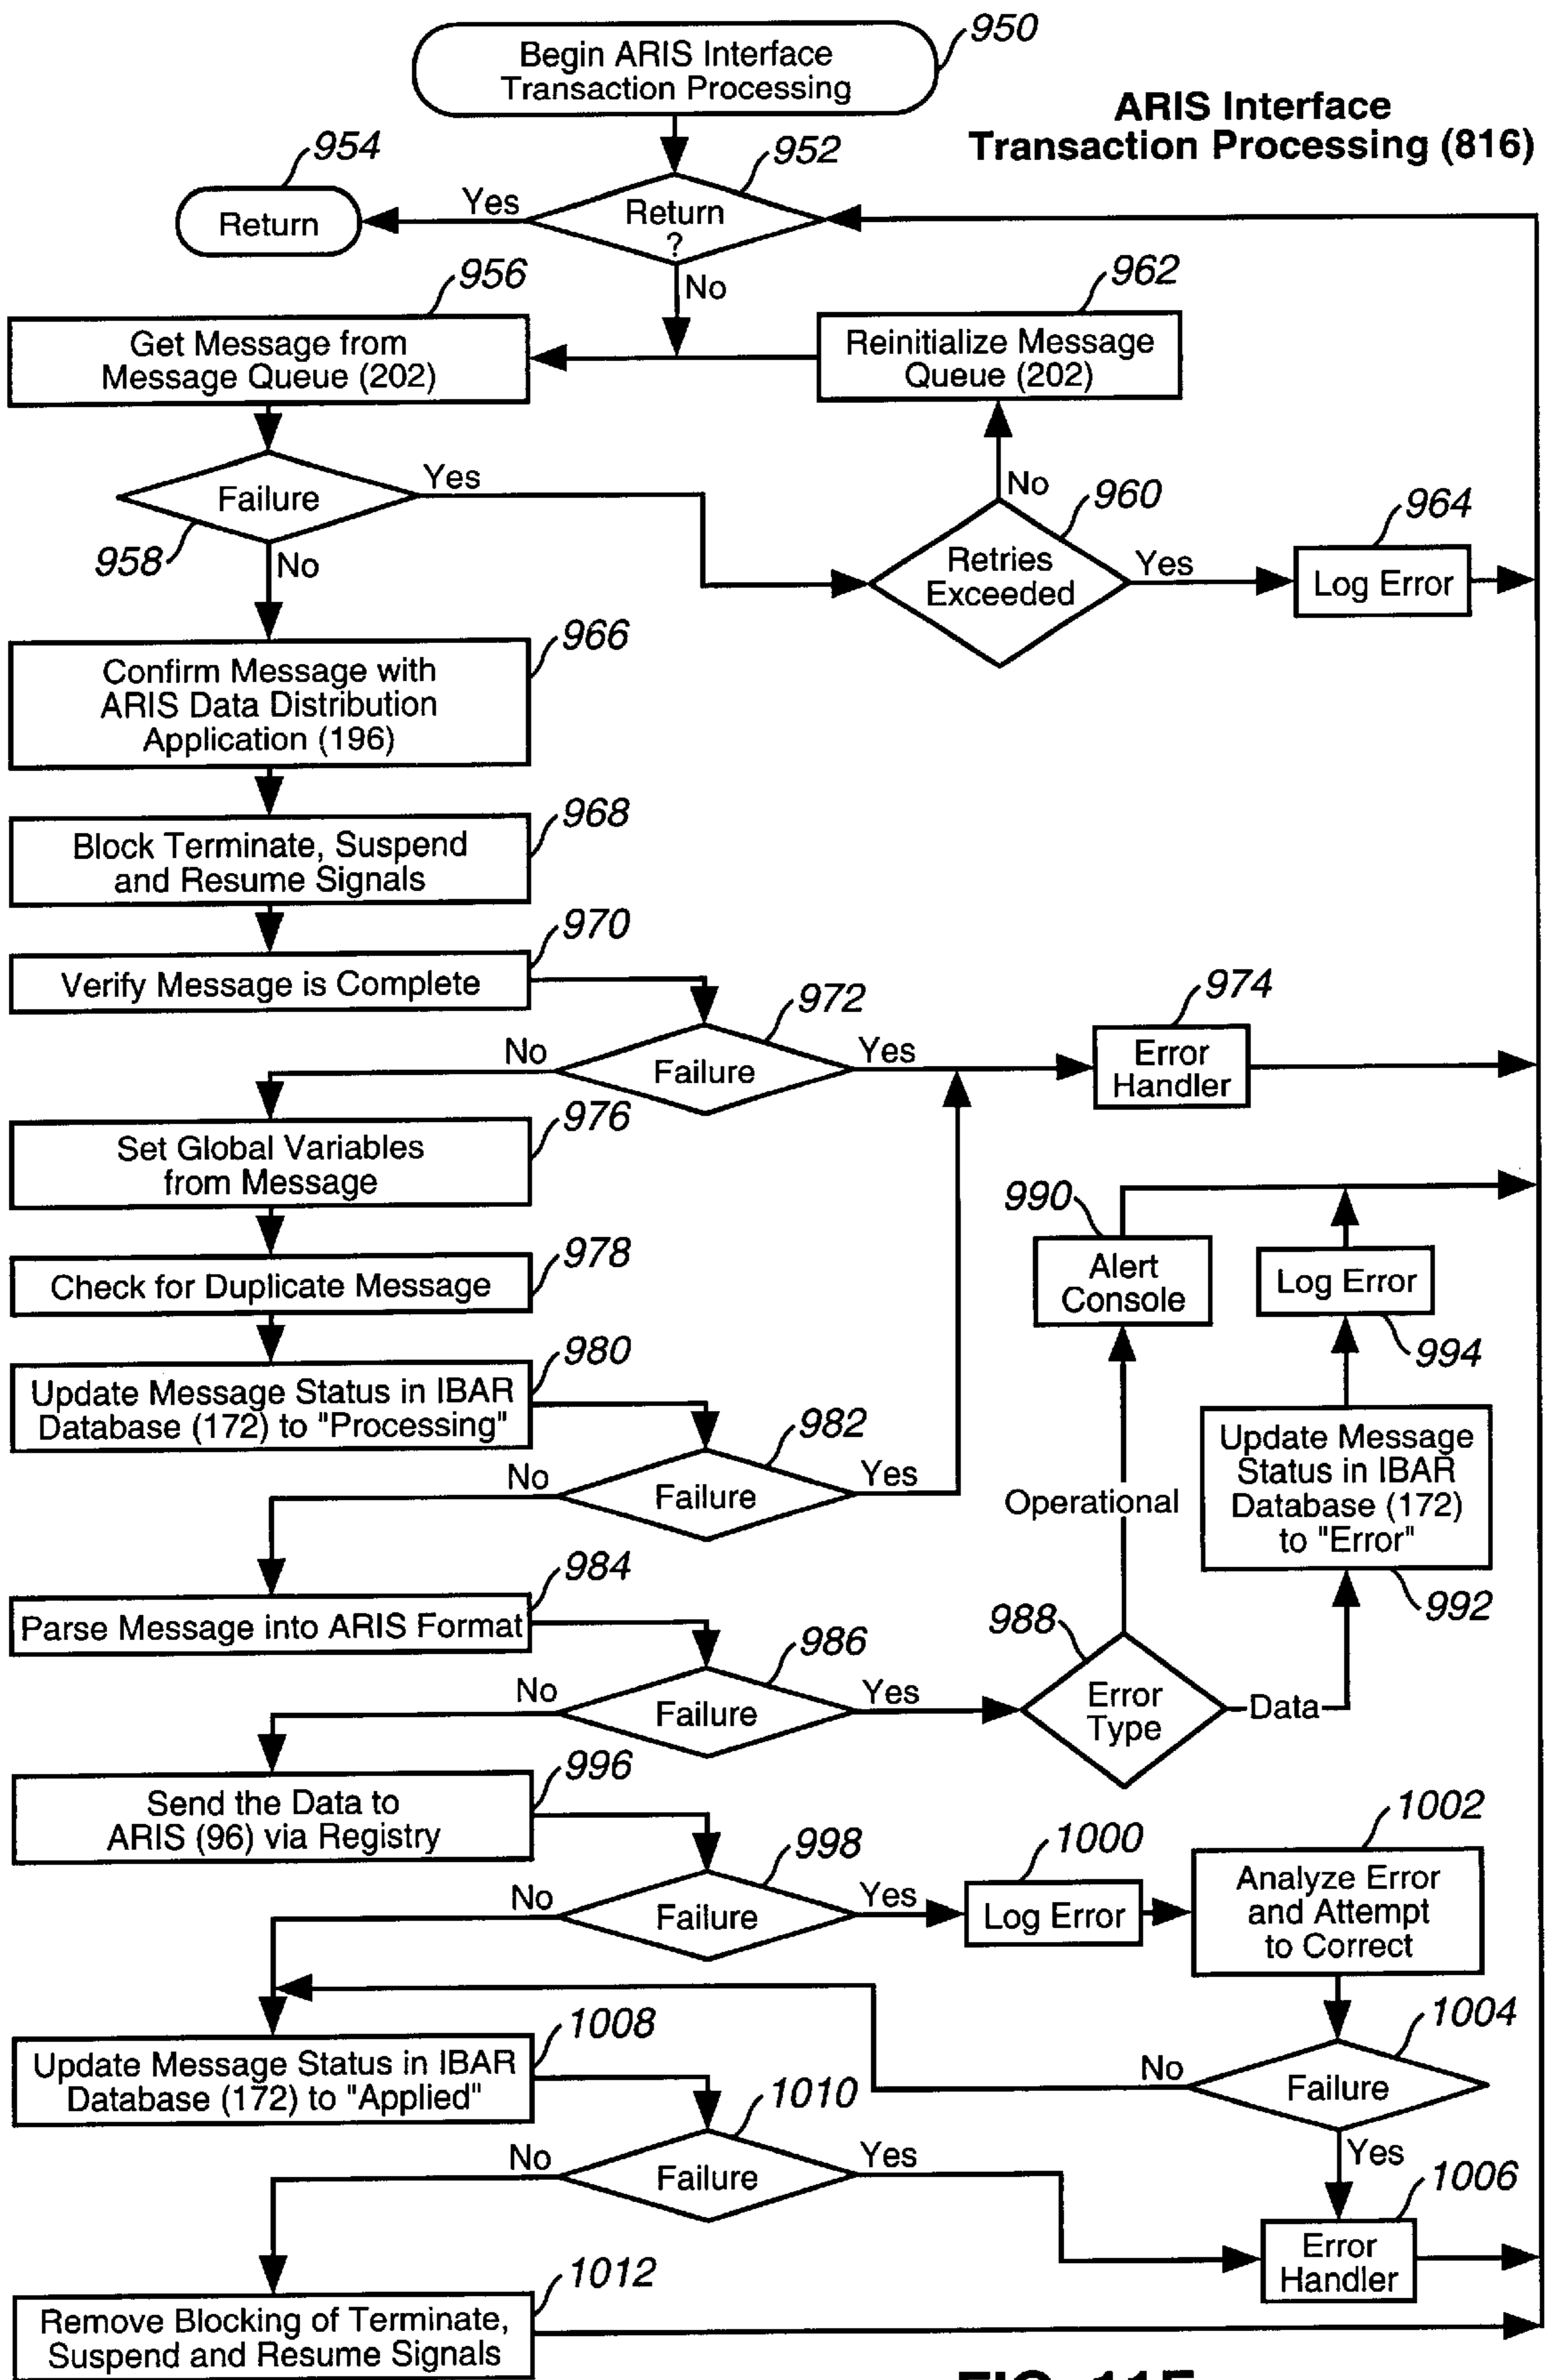 950
Begin ARIS Interface
Transaction Processing
ARIS Interface
Transaction Processing (816)
954
952
Return
Yes
Return
?
No
956
962
Get Message from
Message Queue (202)
Reinitialize Message
Queue (202)
Failure
Yes
958
No
No
960
Retries
Exceeded
Yes
964
Log Error
966
Confirm Message with
ARIS Data Distribution
Application (196)
968
Block Terminate, Suspend
and Resume Signals
970
Verify Message is Complete
972
No
Failure
Yes
974
Error
Handler
976
Set Global Variables
from Message
978
Check for Duplicate Message
990
Alert
Console
Log Error
994
980
Update Message Status in IBAR
Database (172) to "Processing"
982
No
Failure
Yes
Operational
Update Message
Status in IBAR
Database (172)
to "Error"
992
984
Parse Message into ARIS Format
986
No
Failure
Yes
988
Error
Type
Data
996
Send the Data to
ARIS (96) via Registry
998
No
Failure
Yes
1000
Log Error
1002
Analyze Error
and Attempt
to Correct
1004
No
Failure
Yes
1008
Update Message Status in IBAR
Database (172) to "Applied"
1010
No
Failure
Yes
1006
Error
Handler
1012
Remove Blocking of Terminate,
Suspend and Resume Signals